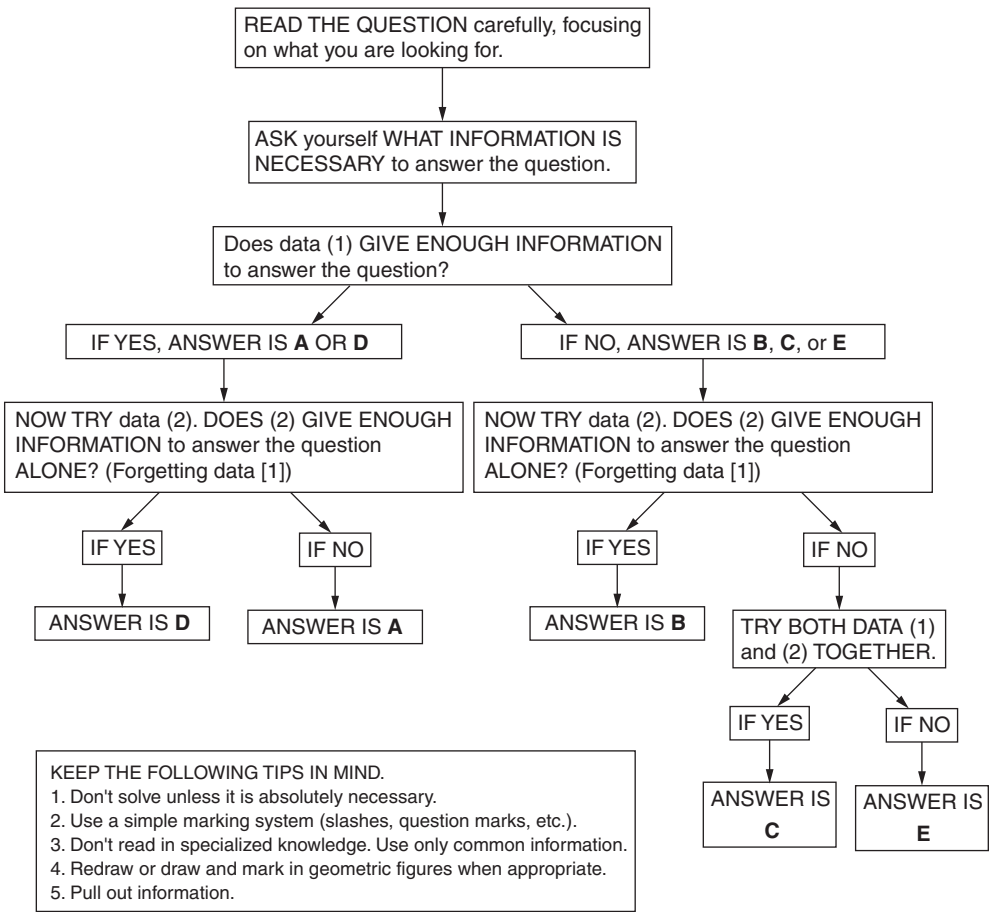 READ THE QUESTION carefully, focusing
on what you are looking for.
ASK yourself WHAT INFORMATION IS
NECESSARY to answer the question.
Does data (1) GIVE ENOUGH INFORMATION
to answer the question?
IF YES, ANSWER IS A OR D
IF NO, ANSWER IS B, C, or E
NOW TRY data (2). DOES (2) GIVE ENOUGH
INFORMATION to answer the question
ALONE? (Forgetting data [1])
NOW TRY data (2). DOES (2) GIVE ENOUGH
INFORMATION to answer the question
ALONE? (Forgetting data [1])
IF YES
IF NO
IF YES
IF NO
ANSWER IS D
ANSWER IS A
ANSWER IS B
TRY BOTH DATA (1)
and (2) TOGETHER.
IF YES
IF NO
ANSWER IS
C
ANSWER IS
E
KEEP THE FOLLOWING TIPS IN MIND.
1. Don't solve unless it is absolutely necessary.
2. Use a simple marking system (slashes, question marks, etc.).
3. Don't read in specialized knowledge. Use only common information.
4. Redraw or draw and mark in geometric figures when appropriate.
5. Pull out information.